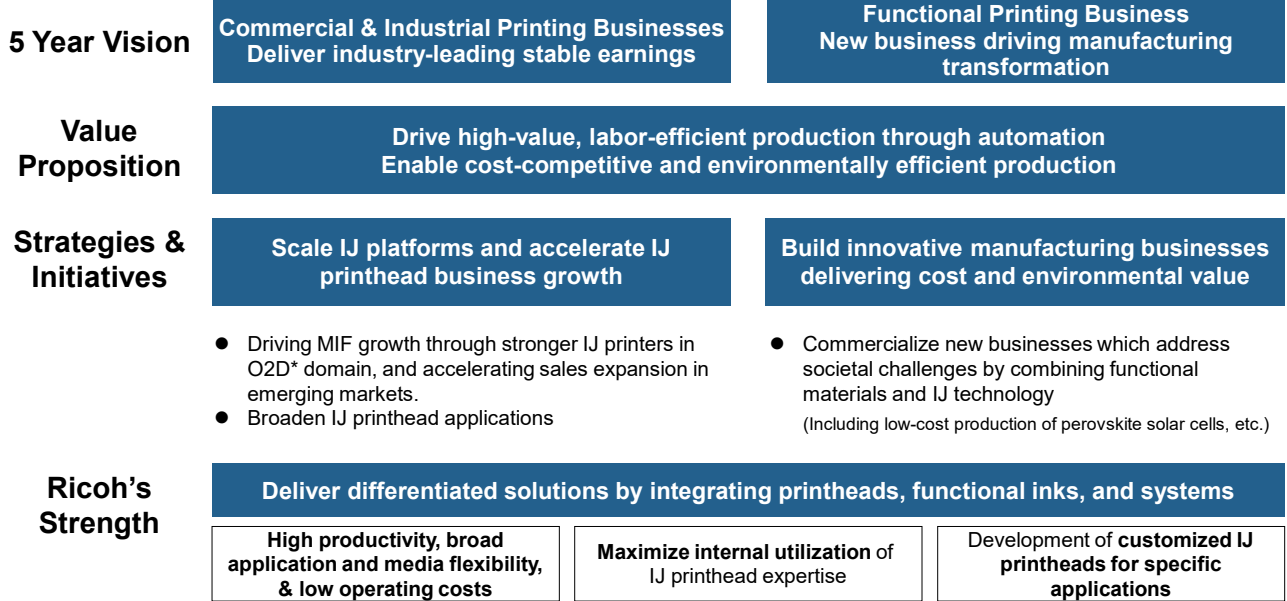 5 Year Vision
Commercial & Industrial Printing Businesses
Deliver industry-leading stable earnings
Functional Printing Business
New business driving manufacturing
transformation
Value
Proposition
Drive high-value, labor-efficient production through automation
Enable cost-competitive and environmentally efficient production
Strategies &
Initiatives
Scale IJ platforms and accelerate IJ
printhead business growth
Build innovative manufacturing businesses
delivering cost and environmental value
● Driving MIF growth through stronger IJ printers in
O2D* domain, and accelerating sales expansion in
emerging markets.
● Broaden IJ printhead applications
● Commercialize new businesses which address
societal challenges by combining functional
materials and IJ technology
(Including low-cost production of perovskite solar cells, etc.)
Ricoh's
Strength
Deliver differentiated solutions by integrating printheads, functional inks, and systems
High productivity, broad
application and media flexibility,
& low operating costs
Maximize internal utilization of
IJ printhead expertise
Development of customized IJ
printheads for specific
applications